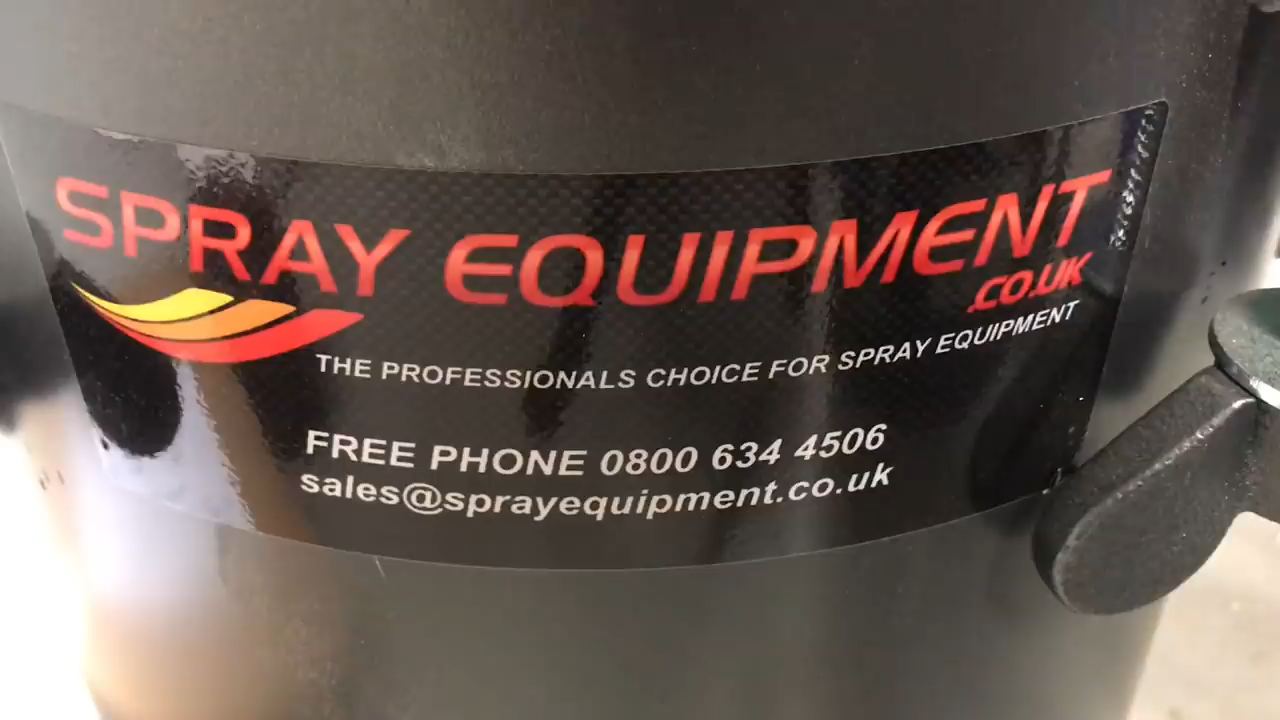 SPRAY EQUIPMENT
.CO.UK
THE PROFESSIONALS CHOICE FOR SPRAY EQUIPMENT
FREE PHONE 0800 634 4506
sales@sprayequipment.co.uk